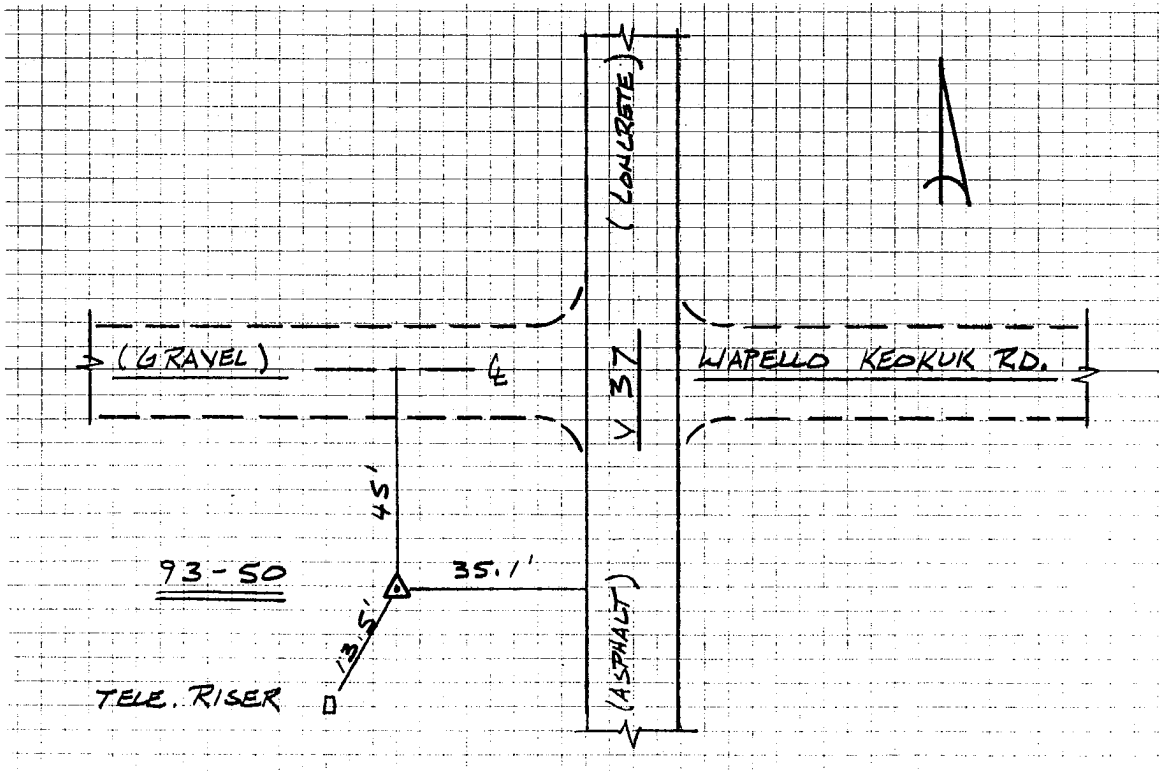 (CONCRETE)
(GRAVEL)
℄
V 37
WAPELLO KEOKUK RD.
45'
93-50
35.1'
13.5'
(ASPHALT)
TELE. RISER